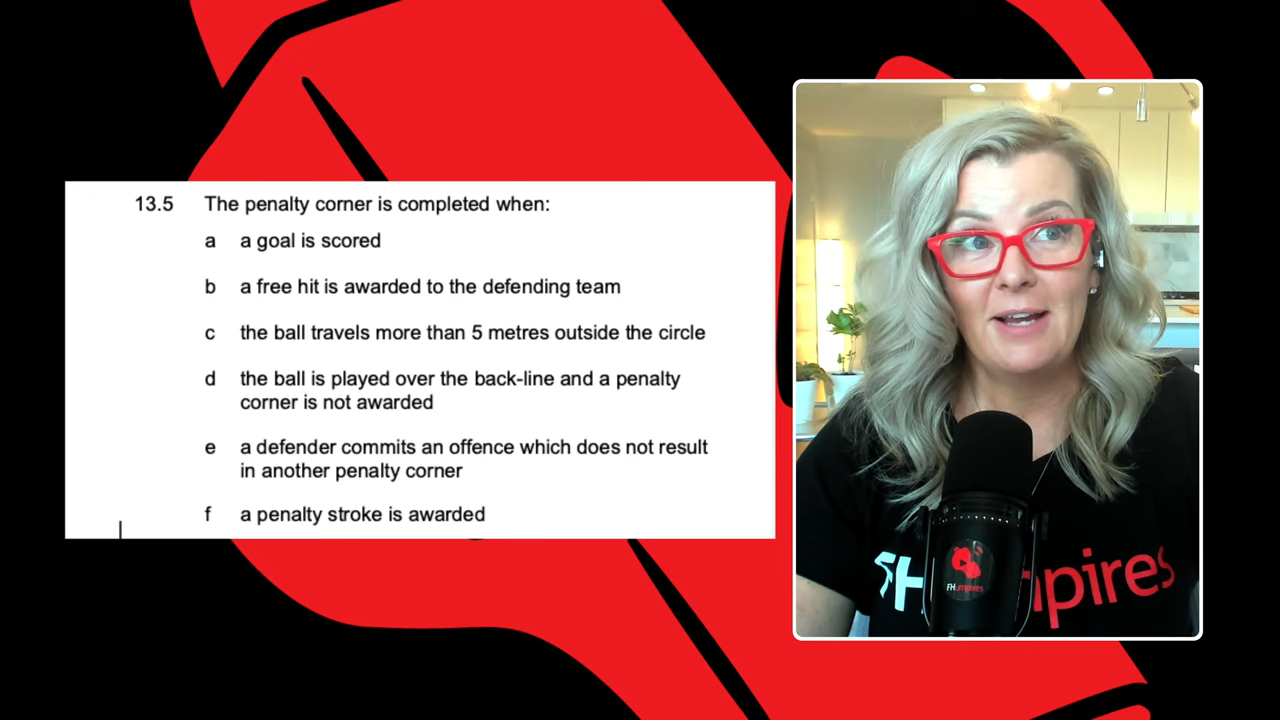 13.5 The penalty corner is completed when:
a a goal is scored
b a free hit is awarded to the defending team
c the ball travels more than 5 metres outside the circle
d the ball is played over the back-line and a penalty
corner is not awarded
e a defender commits an offence which does not result
in another penalty corner
f a penalty stroke is awarded
FHumpires
FH mpires